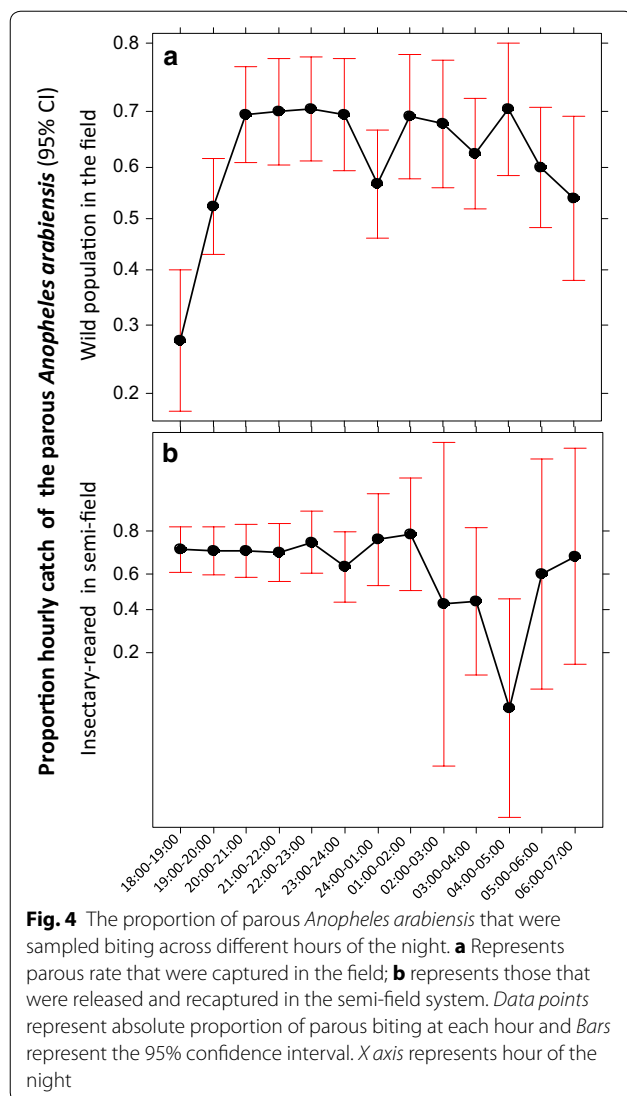 Proportion hourly catch of the parous Anopheles arabiensis (95% CI)
Wild population in the field
a
0.8
0.7
0.6
0.5
0.4
0.3
0.2
Insectary-reared in semi-field
b
0.8
0.6
0.4
0.2
18:00-19:00
19:00-20:00
20:00-21:00
21:00-22:00
22:00-23:00
23:00-24:00
24:00-01:00
01:00-02:00
02:00-03:00
03:00-04:00
04:00-05:00
05:00-06:00
06:00-07:00
Fig. 4 The proportion of parous Anopheles arabiensis that were
sampled biting across different hours of the night. a Represents
parous rate that were captured in the field; b represents those that
were released and recaptured in the semi-field system. Data points
represent absolute proportion of parous biting at each hour and Bars
represent the 95% confidence interval. X axis represents hour of the
night